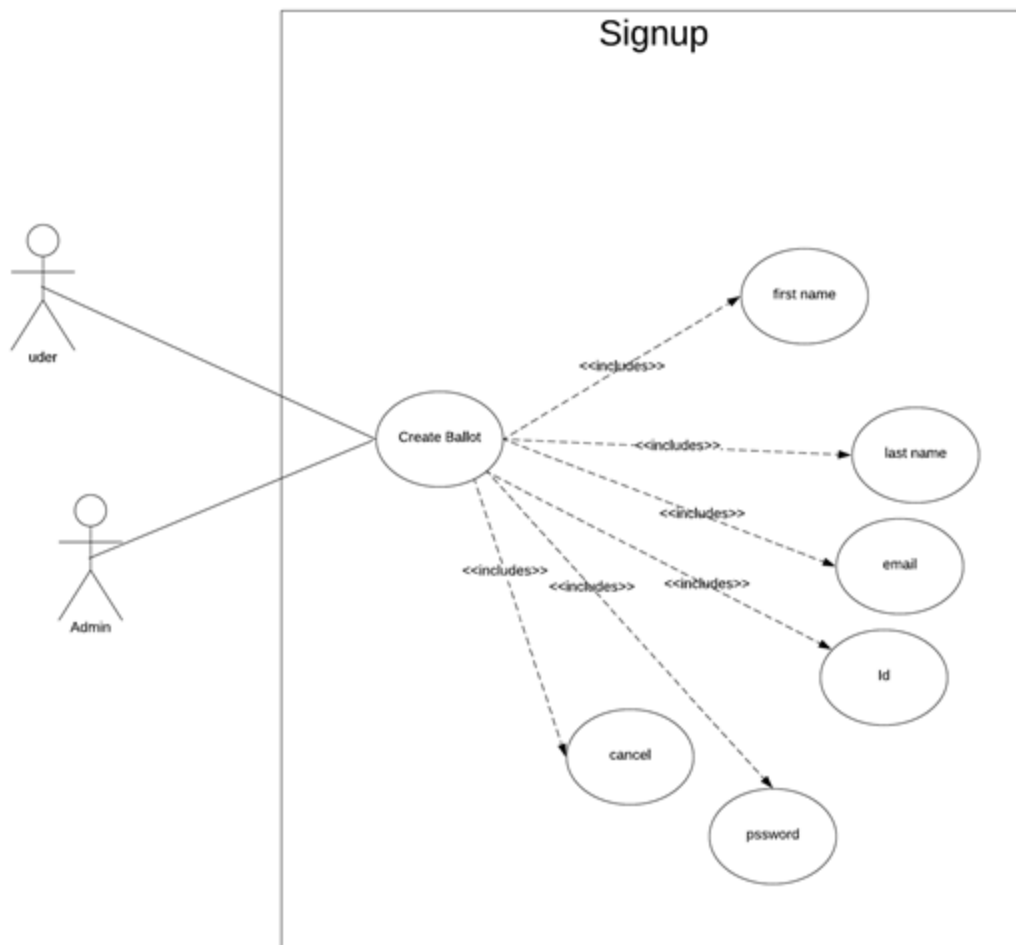 Signup
uder
Admin
Create Ballot
<<includes>>
first name
<<includes>>
last name
<<includes>>
email
<<includes>>
Id
<<includes>>
pssword
<<includes>>
cancel